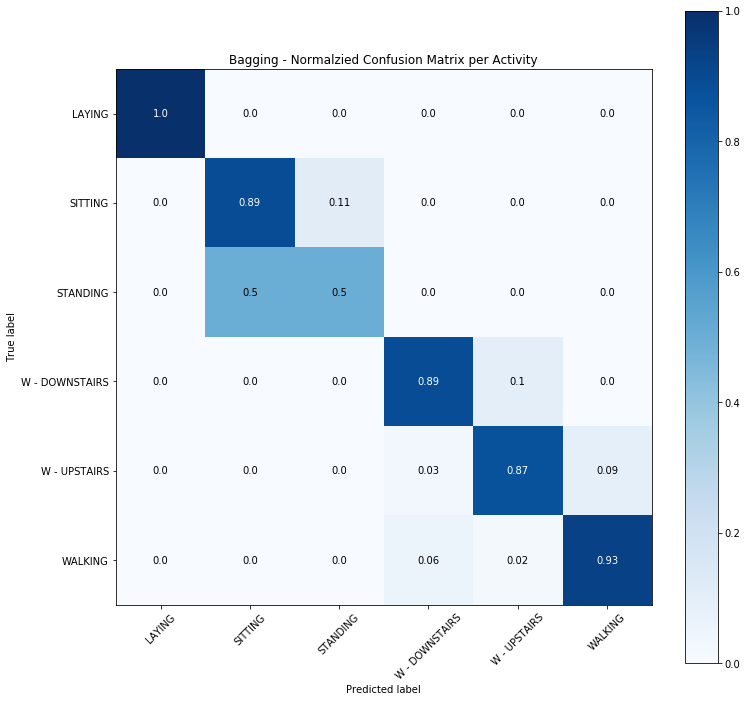 Bagging - Normalzied Confusion Matrix per Activity
True label
LAYING 1.0 0.0 0.0 0.0 0.0 0.0
SITTING 0.0 0.89 0.11 0.0 0.0 0.0
STANDING 0.0 0.5 0.5 0.0 0.0 0.0
W - DOWNSTAIRS 0.0 0.0 0.0 0.89 0.1 0.0
W - UPSTAIRS 0.0 0.0 0.0 0.03 0.87 0.09
WALKING 0.0 0.0 0.0 0.06 0.02 0.93
LAYING SITTING STANDING W - DOWNSTAIRS W - UPSTAIRS WALKING
Predicted label
1.0
0.8
0.6
0.4
0.2
0.0